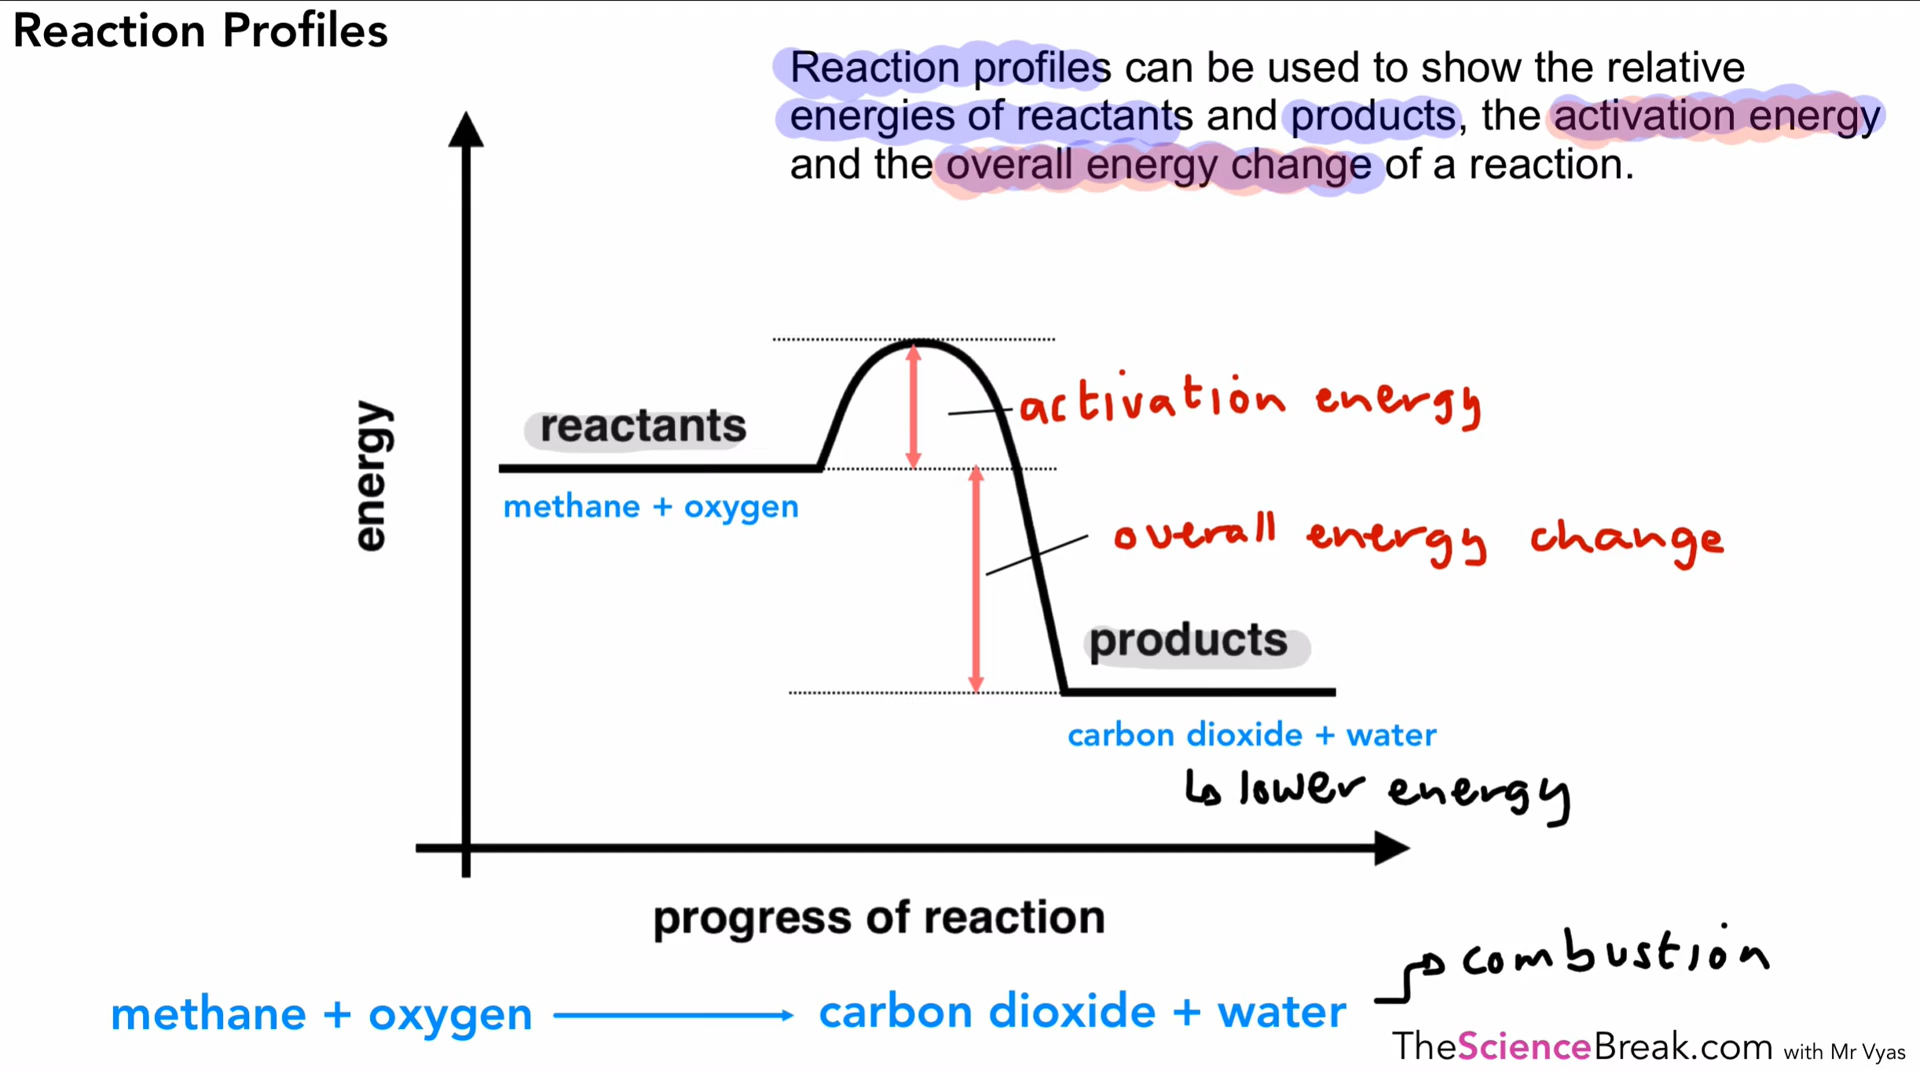 Reaction Profiles
Reaction profiles can be used to show the relative
energies of reactants and products, the activation energy
and the overall energy change of a reaction.
energy
reactants
methane + oxygen
activation energy
overall energy change
products
carbon dioxide + water
lower energy
progress of reaction
combustion
methane + oxygen → carbon dioxide + water
TheScienceBreak.com with Mr Vyas